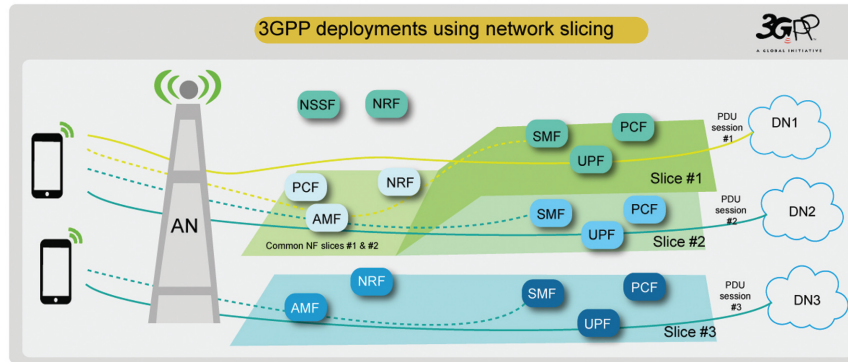 3GPP deployments using network slicing
3GPP
A GLOBAL INITIATIVE
NSSF
NRF
SMF
PCF
UPF
PDU
session
#1
DN1
Slice #1
PCF
NRF
AMF
Common NF slices #1 & #2
AN
SMF
PCF
UPF
PDU
session
#2
DN2
Slice #2
NRF
AMF
SMF
PCF
UPF
PDU
session
#3
DN3
Slice #3